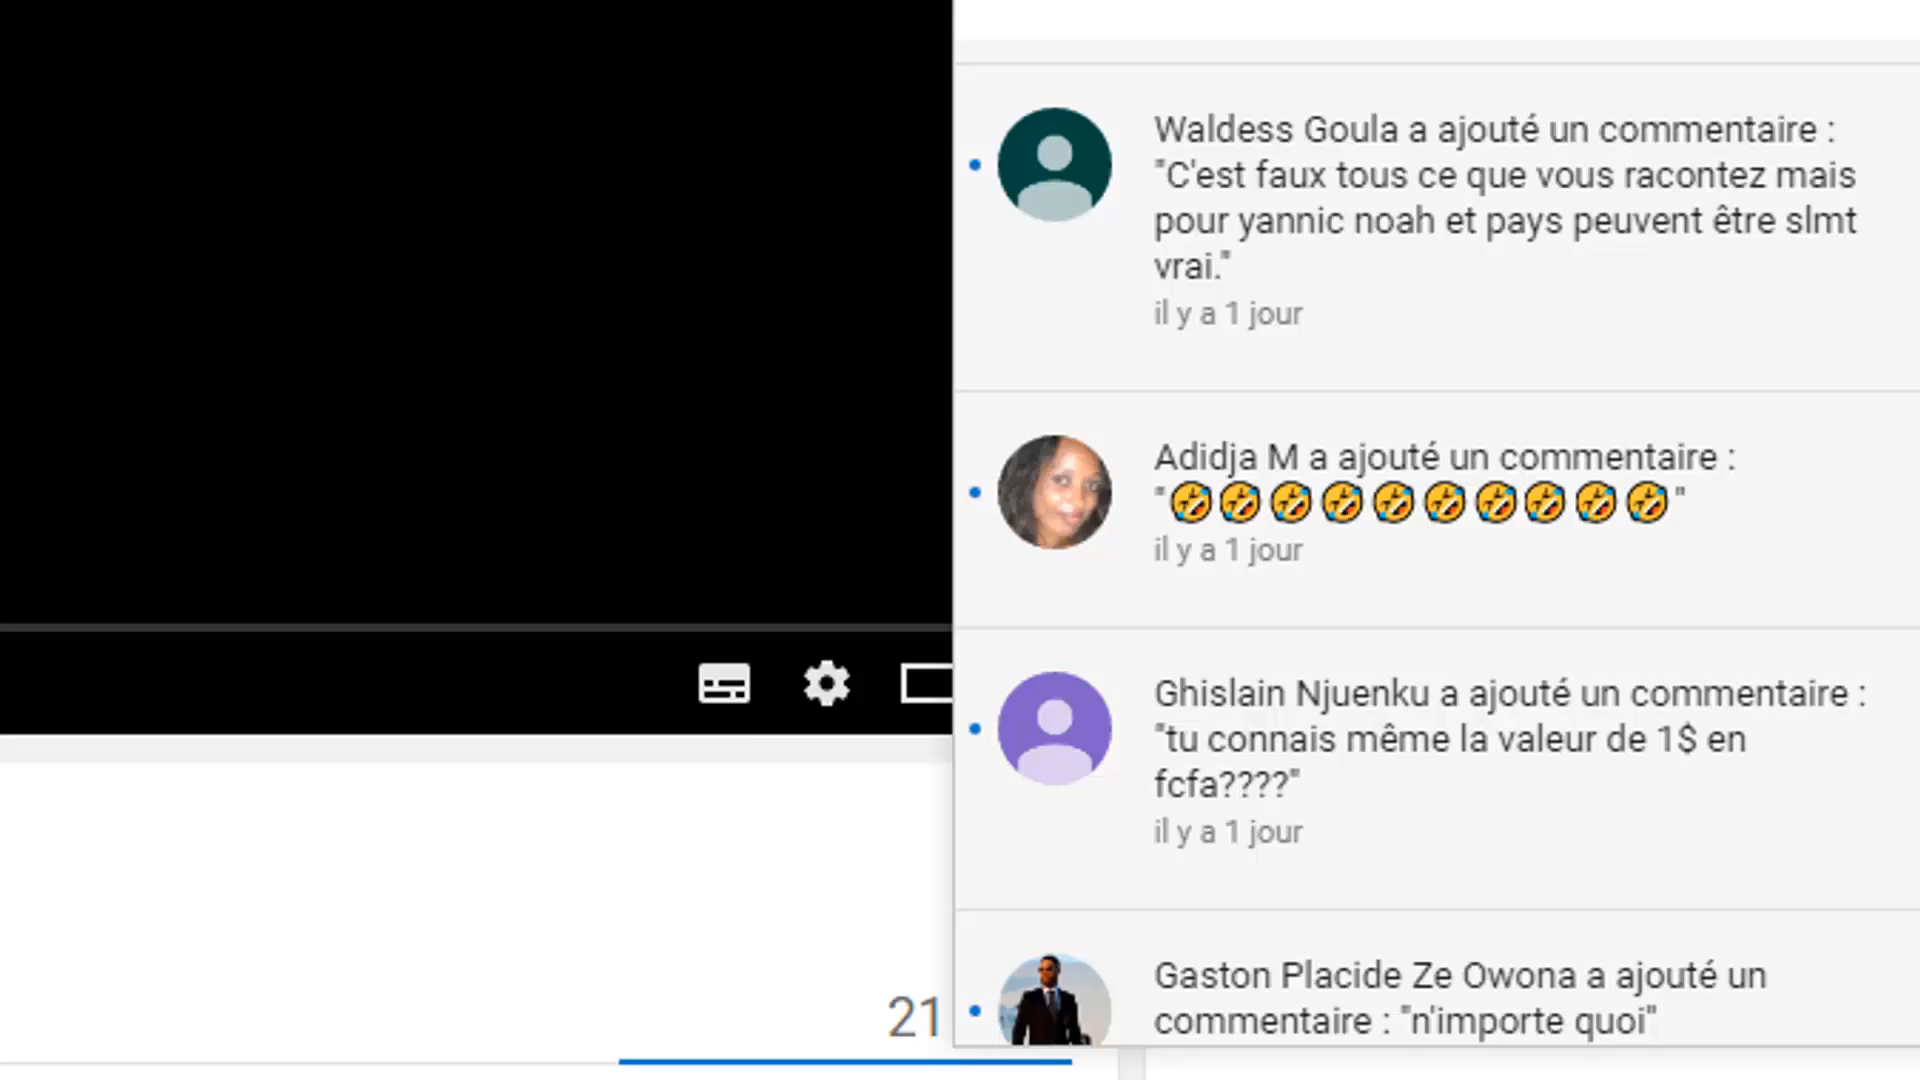 Waldess Goula a ajouté un commentaire :
"C'est faux tous ce que vous racontez mais
pour yannic noah et pays peuvent être slmt
vrai."
il y a 1 jour
Adidja M a ajouté un commentaire :
"🤣🤣🤣🤣🤣🤣🤣🤣🤣🤣"
il y a 1 jour
Ghislain Njuenku a ajouté un commentaire :
"tu connais même la valeur de 1$ en
fcfa????"
il y a 1 jour
Gaston Placide Ze Owona a ajouté un
commentaire : "n'importe quoi"
21